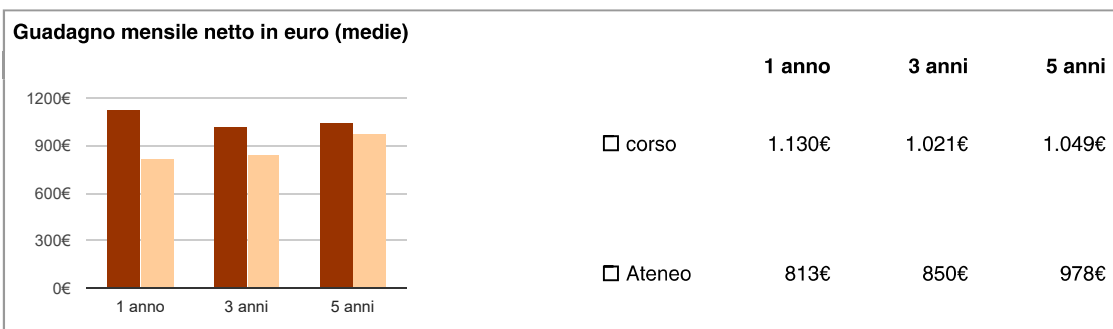 Guadagno mensile netto in euro (medie)
1 anno 3 anni 5 anni
1200€
900€
600€
300€
0€
1 anno 3 anni 5 anni
corso 1.130€ 1.021€ 1.049€
Ateneo 813€ 850€ 978€